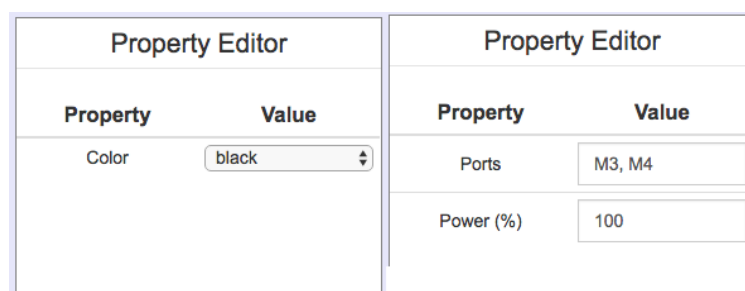 Property Editor
Property Value
Color black
Property Editor
Property Value
Ports M3, M4
Power (%) 100